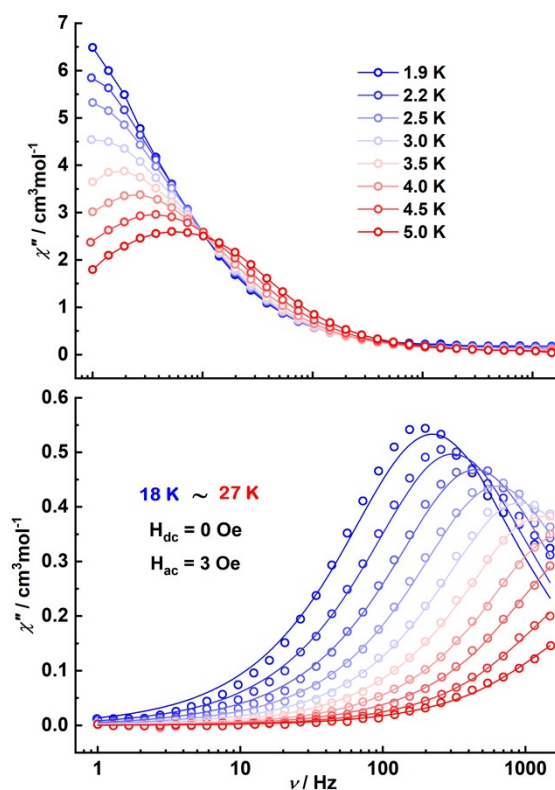 7
6
5
4
3
2
1
0
χ″ / cm³mol⁻¹
1.9 K
2.2 K
2.5 K
3.0 K
3.5 K
4.0 K
4.5 K
5.0 K
0.6
0.5
0.4
0.3
0.2
0.1
0.0
χ″ / cm³mol⁻¹
18 K ~ 27 K
H_dc = 0 Oe
H_ac = 3 Oe
1 10 100 1000
ν / Hz